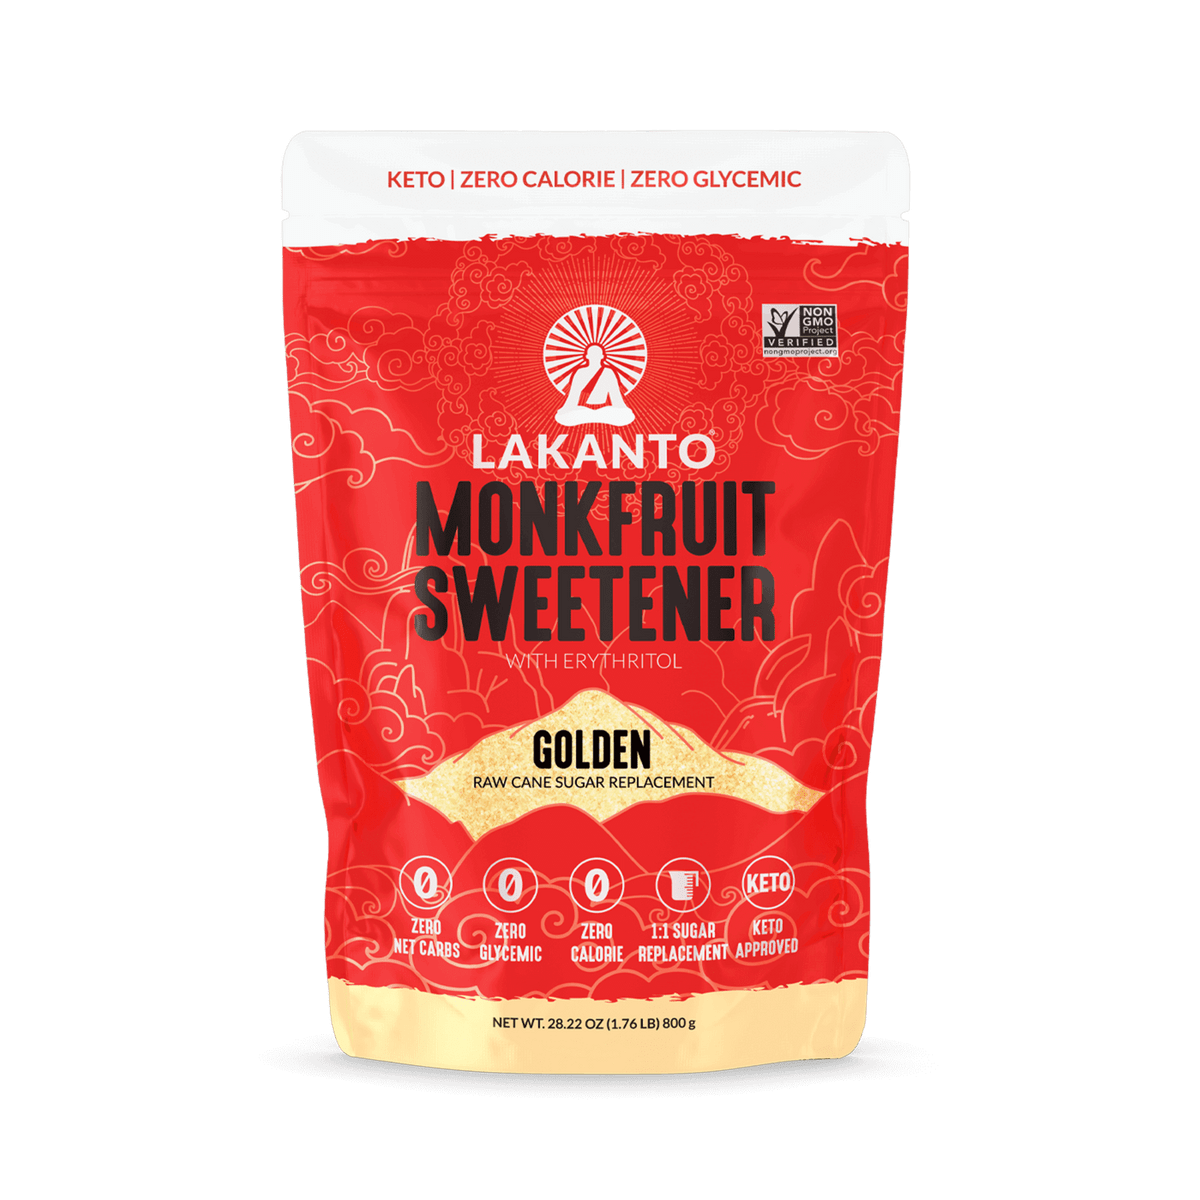 KETO | ZERO CALORIE | ZERO GLYCEMIC
NON
GMO
Project
VERIFIED
nongmoproject.org
LAKANTO®
MONKFRUIT
SWEETENER
WITH ERYTHRITOL
GOLDEN
RAW CANE SUGAR REPLACEMENT
0
ZERO
NET CARBS
0
ZERO
GLYCEMIC
0
ZERO
CALORIE
1:1 SUGAR
REPLACEMENT
KETO
KETO
APPROVED
NET WT. 28.22 OZ (1.76 LB) 800 g